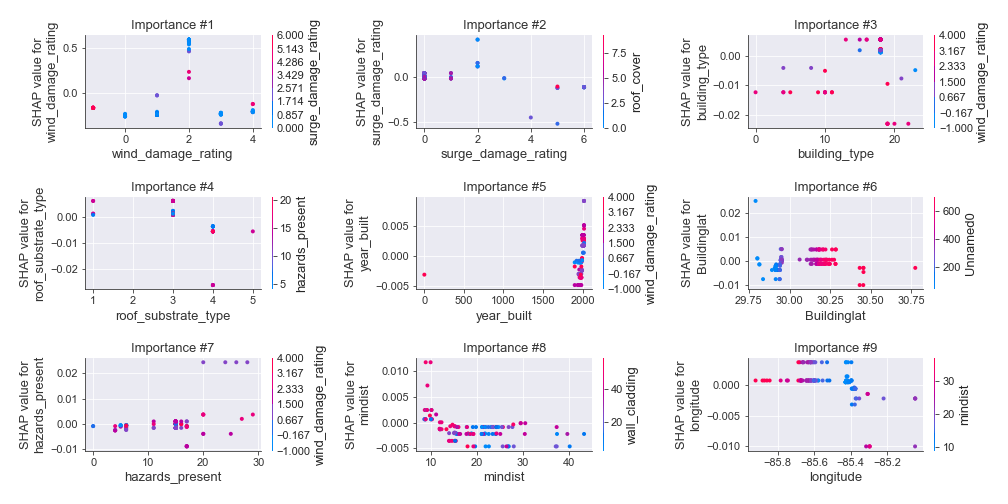 Importance #1
SHAP value for
wind_damage_rating
0.5
0.0
0
2
4
wind_damage_rating
6.000
5.143
4.286
3.429
2.571
1.714
0.857
0.000
surge_damage_rating
Importance #2
SHAP value for
surge_damage_rating
0.0
−0.5
0
2
4
6
surge_damage_rating
7.5
5.0
2.5
0.0
roof_cover
Importance #3
SHAP value for
building_type
0.00
−0.01
−0.02
0
10
20
building_type
4.000
3.167
2.333
1.500
0.667
−0.167
−1.000
wind_damage_rating
Importance #4
SHAP value for
roof_substrate_type
0.00
−0.01
−0.02
1
2
3
4
5
roof_substrate_type
20
15
10
5
hazards_present
Importance #5
SHAP value for
year_built
0.005
0.000
−0.005
0
500
1000
1500
2000
year_built
4.000
3.167
2.333
1.500
0.667
−0.167
−1.000
wind_damage_rating
Importance #6
SHAP value for
Buildinglat
0.02
0.01
0.00
−0.01
29.75
30.00
30.25
30.50
30.75
Buildinglat
600
400
200
Unnamed0
Importance #7
SHAP value for
hazards_present
0.02
0.01
0.00
−0.01
0
10
20
30
hazards_present
4.000
3.167
2.333
1.500
0.667
−0.167
−1.000
wind_damage_rating
Importance #8
SHAP value for
mindist
0.010
0.005
0.000
−0.005
10
20
30
40
mindist
40
20
wall_cladding
Importance #9
SHAP value for
longitude
0.000
−0.005
−0.010
−85.8
−85.6
−85.4
−85.2
longitude
30
20
10
mindist